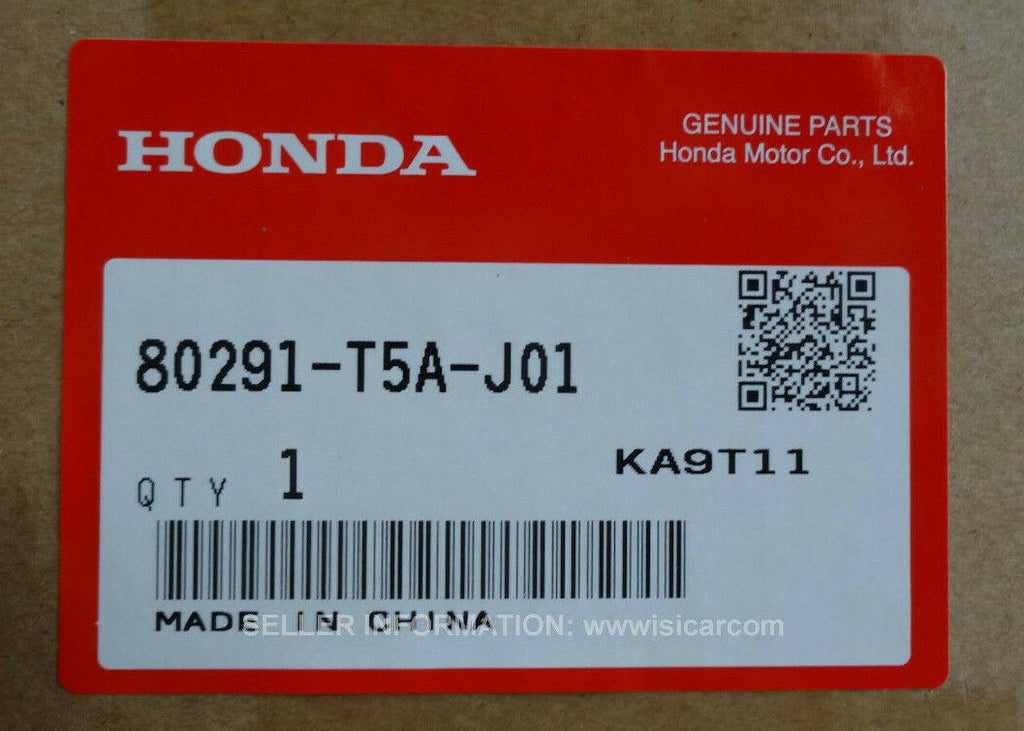 HONDA
GENUINE PARTS
Honda Motor Co., Ltd.
80291-T5A-J01
KA9T11
QTY 1
MADE IN CHINA
SELLER INFORMATION: wwwisicarcom